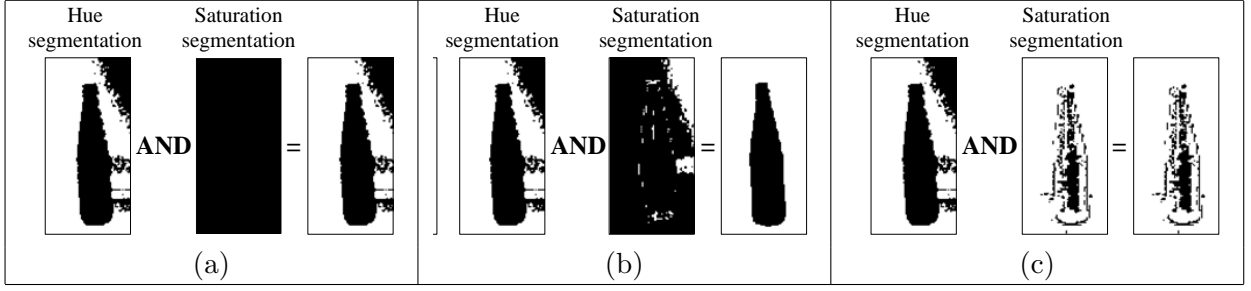 Hue segmentation
Saturation segmentation
AND
=
(a)
Hue segmentation
Saturation segmentation
AND
=
(b)
Hue segmentation
Saturation segmentation
AND
=
(c)